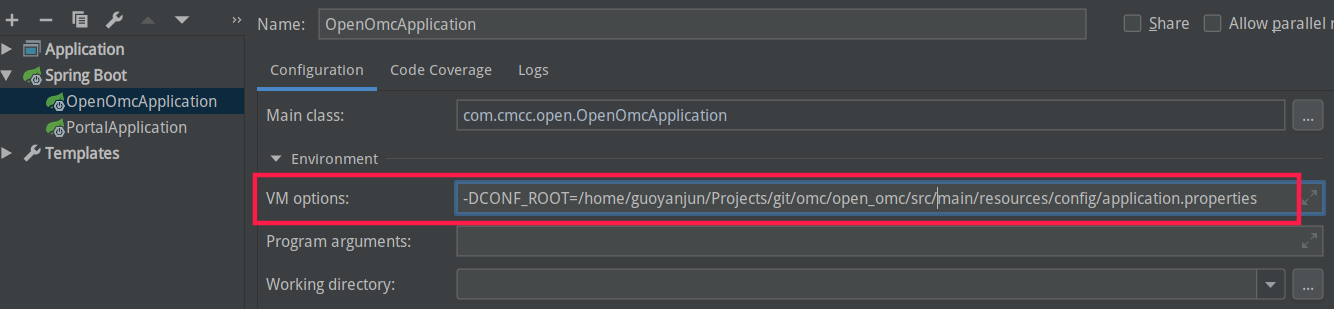 Name: OpenOmcApplication Share Allow parallel r
Application
Spring Boot
OpenOmcApplication
PortalApplication
Templates
Configuration Code Coverage Logs
Main class: com.cmcc.open.OpenOmcApplication ...
Environment
VM options: -DCONF_ROOT=/home/guoyanjun/Projects/git/omc/open_omc/src/main/resources/config/application.properties
Program arguments:
Working directory: ...